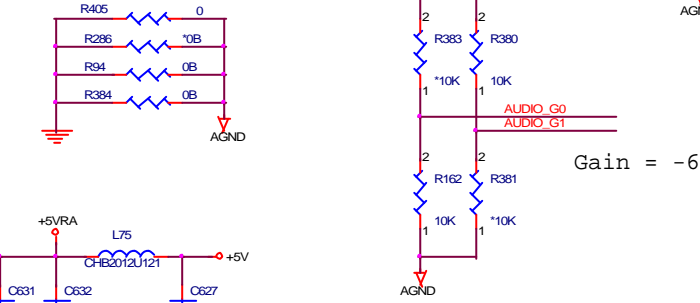 R405 0
R286 *0B
R94 0B
R384 0B
AGND
2 2
R383 R380
*10K 10K
1 1
AUDIO_G0
AUDIO_G1
2 2
Gain = -6
R162 R381
10K *10K
1 1
AGND
+5VRA
L75
+5V
CHB2012U121
C631 C632 C627